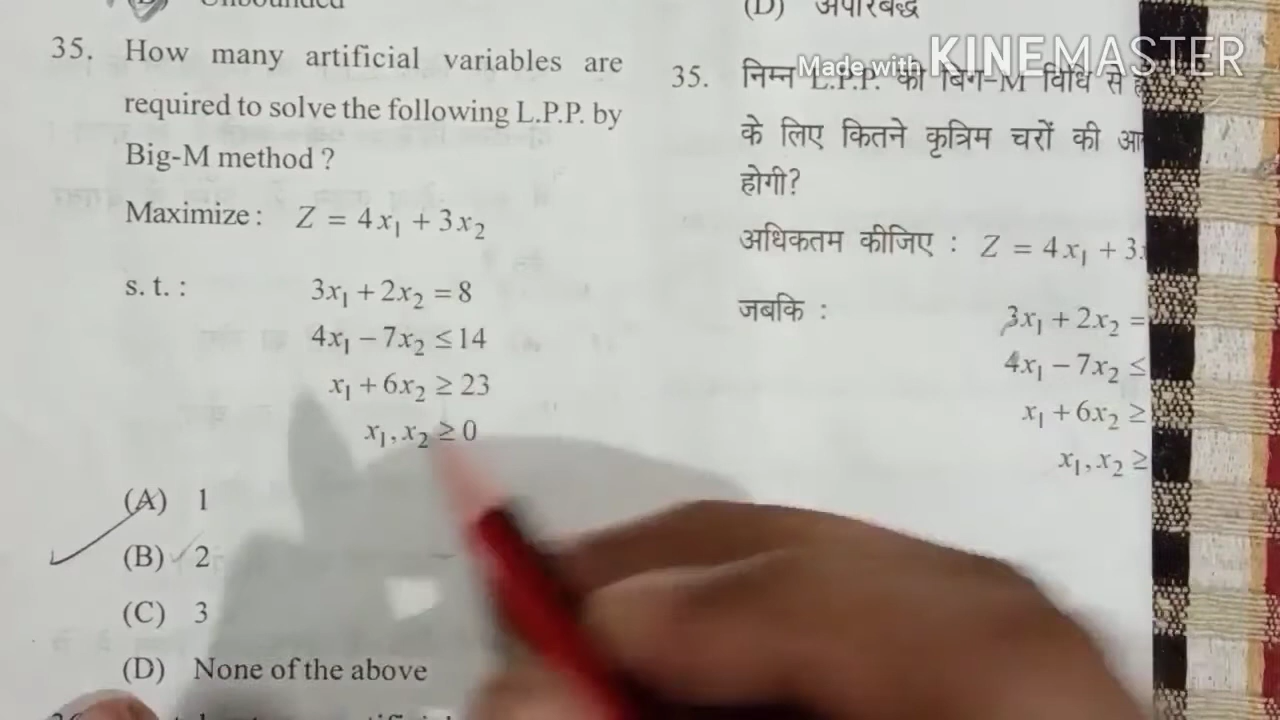 Unbounded
35. How many artificial variables are
required to solve the following L.P.P. by
Big-M method ?
Maximize : Z = 4x₁ + 3x₂
s. t. : 3x₁ + 2x₂ = 8
4x₁ − 7x₂ ≤ 14
x₁ + 6x₂ ≥ 23
x₁, x₂ ≥ 0
(A) 1
(B) 2
(C) 3
(D) None of the above
(D) अपरिबद्ध
Made with KINEMASTER
35. निम्न L.P.P. को बिग-M विधि से
के लिए कितने कृत्रिम चरों की
होगी?
अधिकतम कीजिए : Z = 4x₁ + 3
जबकि : 3x₁ + 2x₂ =
4x₁ − 7x₂ ≤
x₁ + 6x₂ ≥
x₁, x₂ ≥